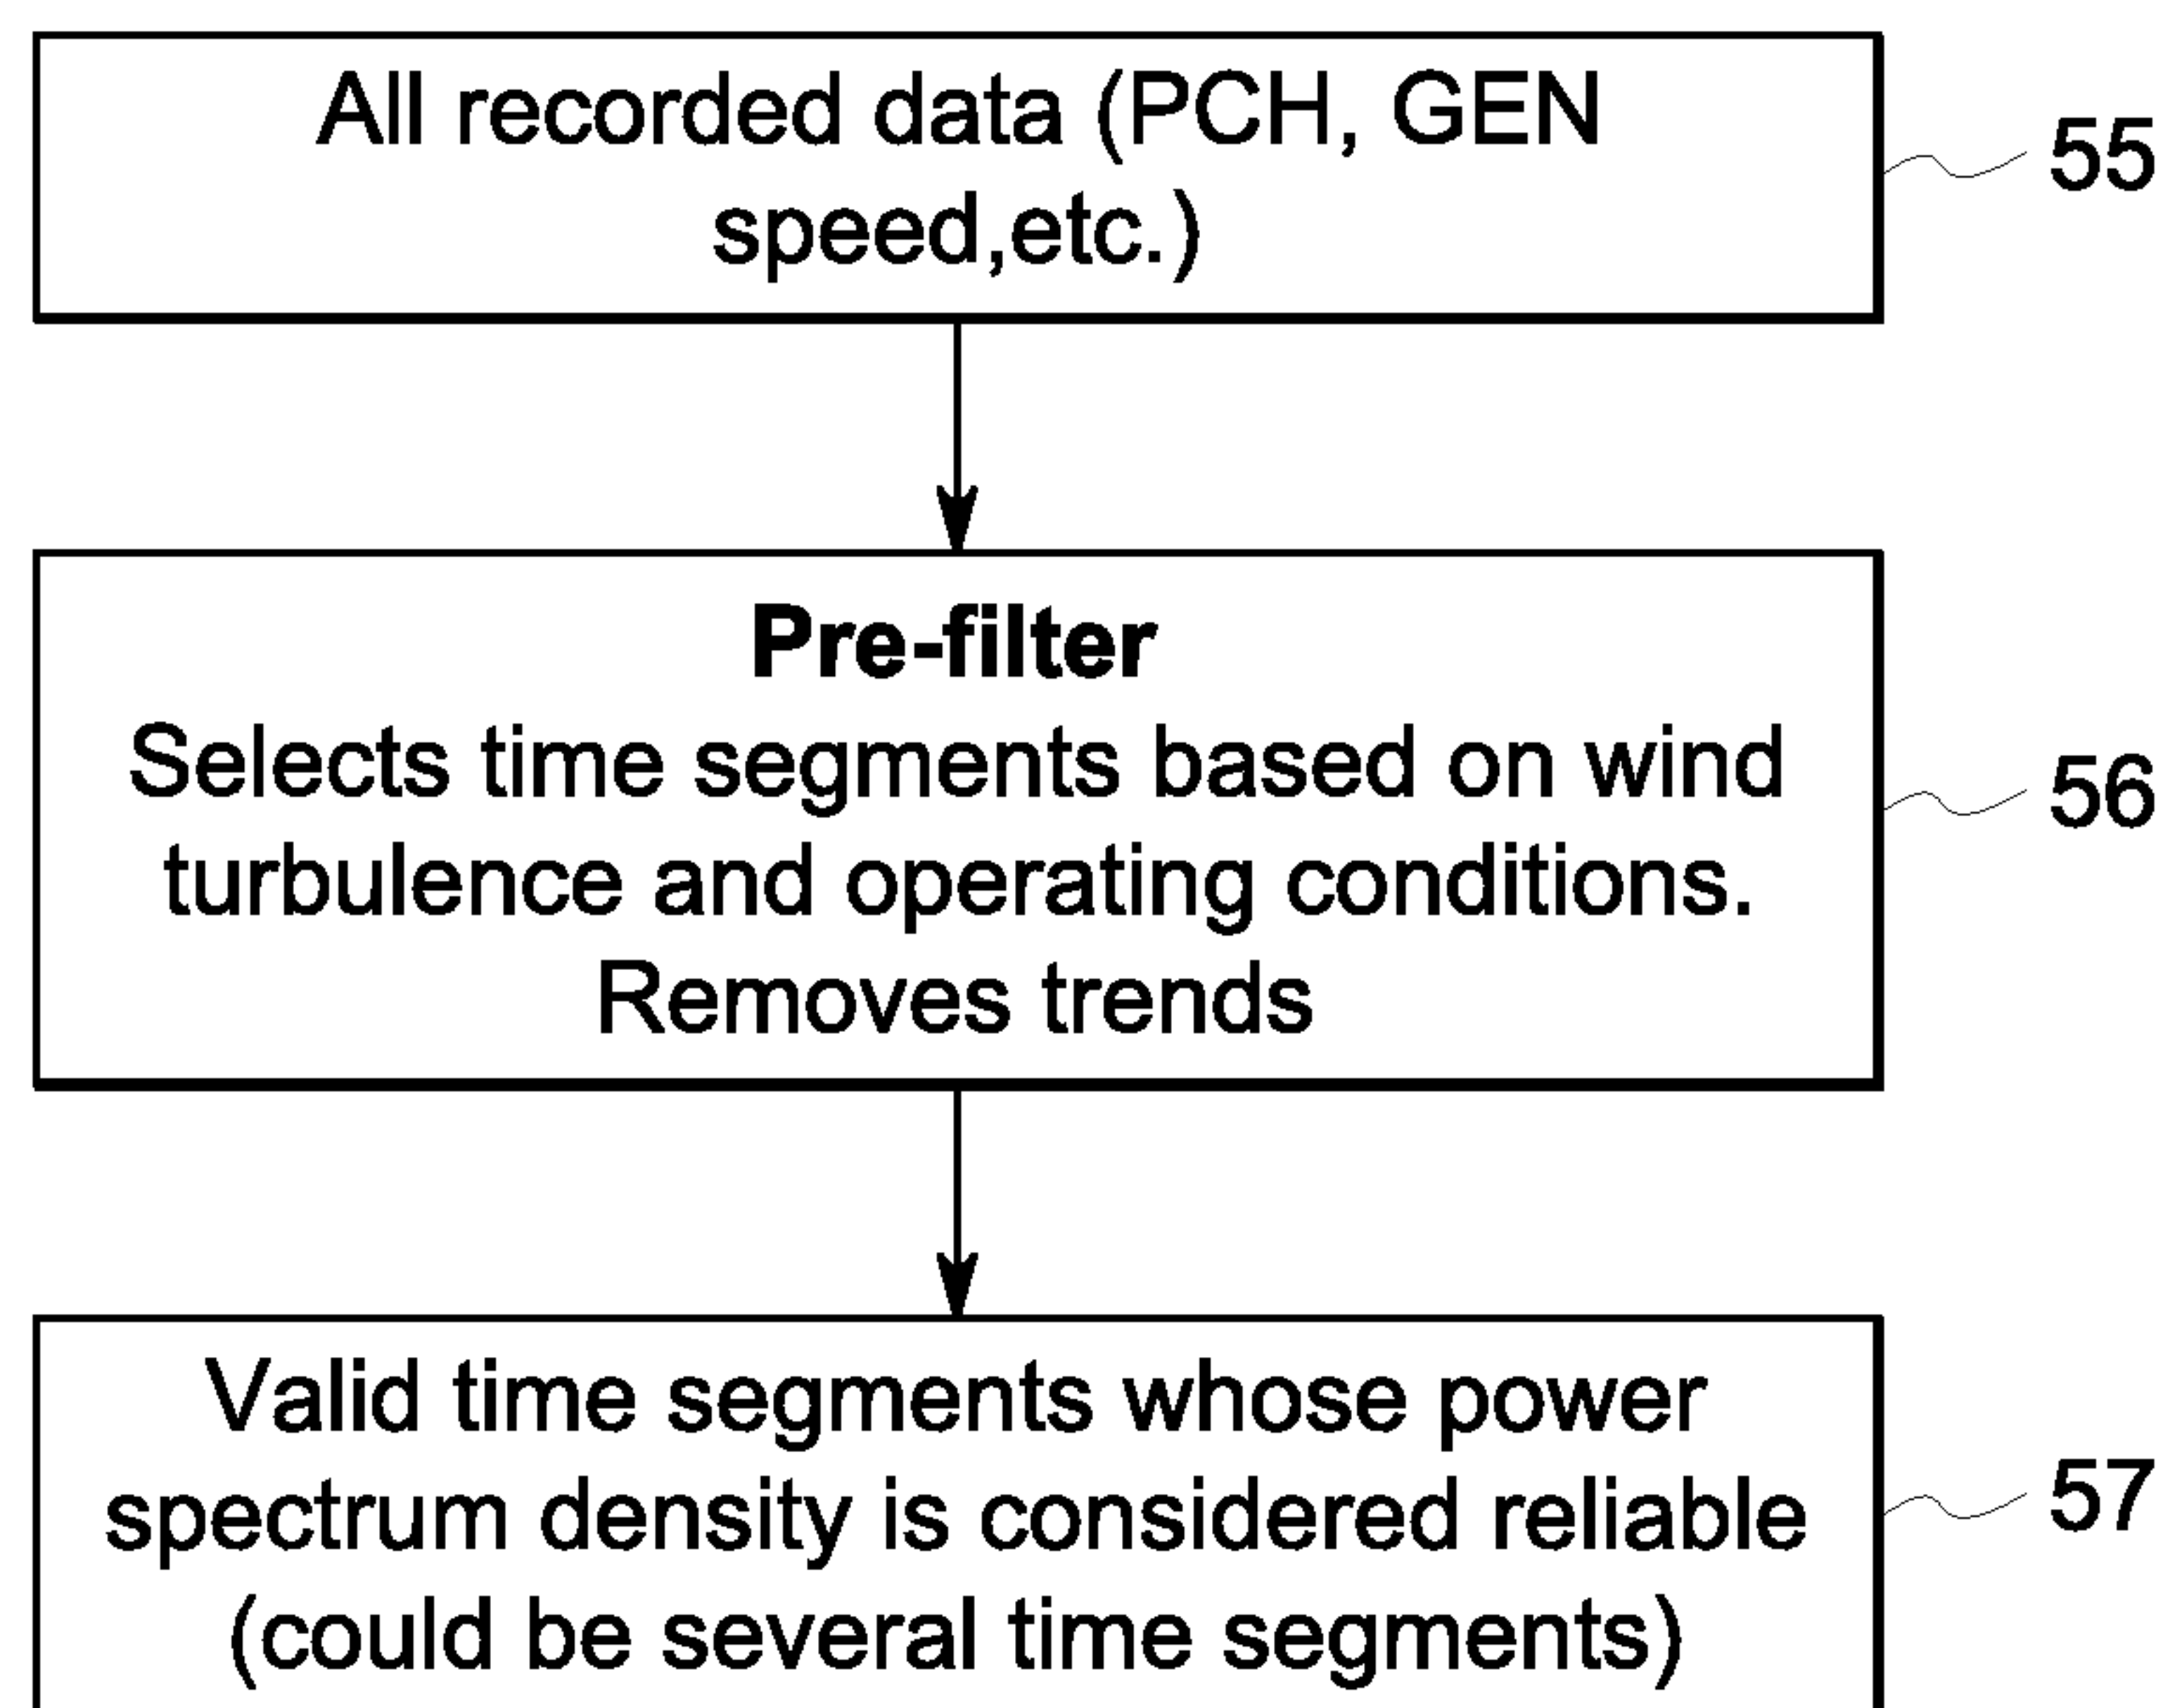 All recorded data (PCH, GEN
speed,etc.)
55
Pre-filter
Selects time segments based on wind
turbulence and operating conditions.
Removes trends
56
Valid time segments whose power
spectrum density is considered reliable
(could be several time segments)
57